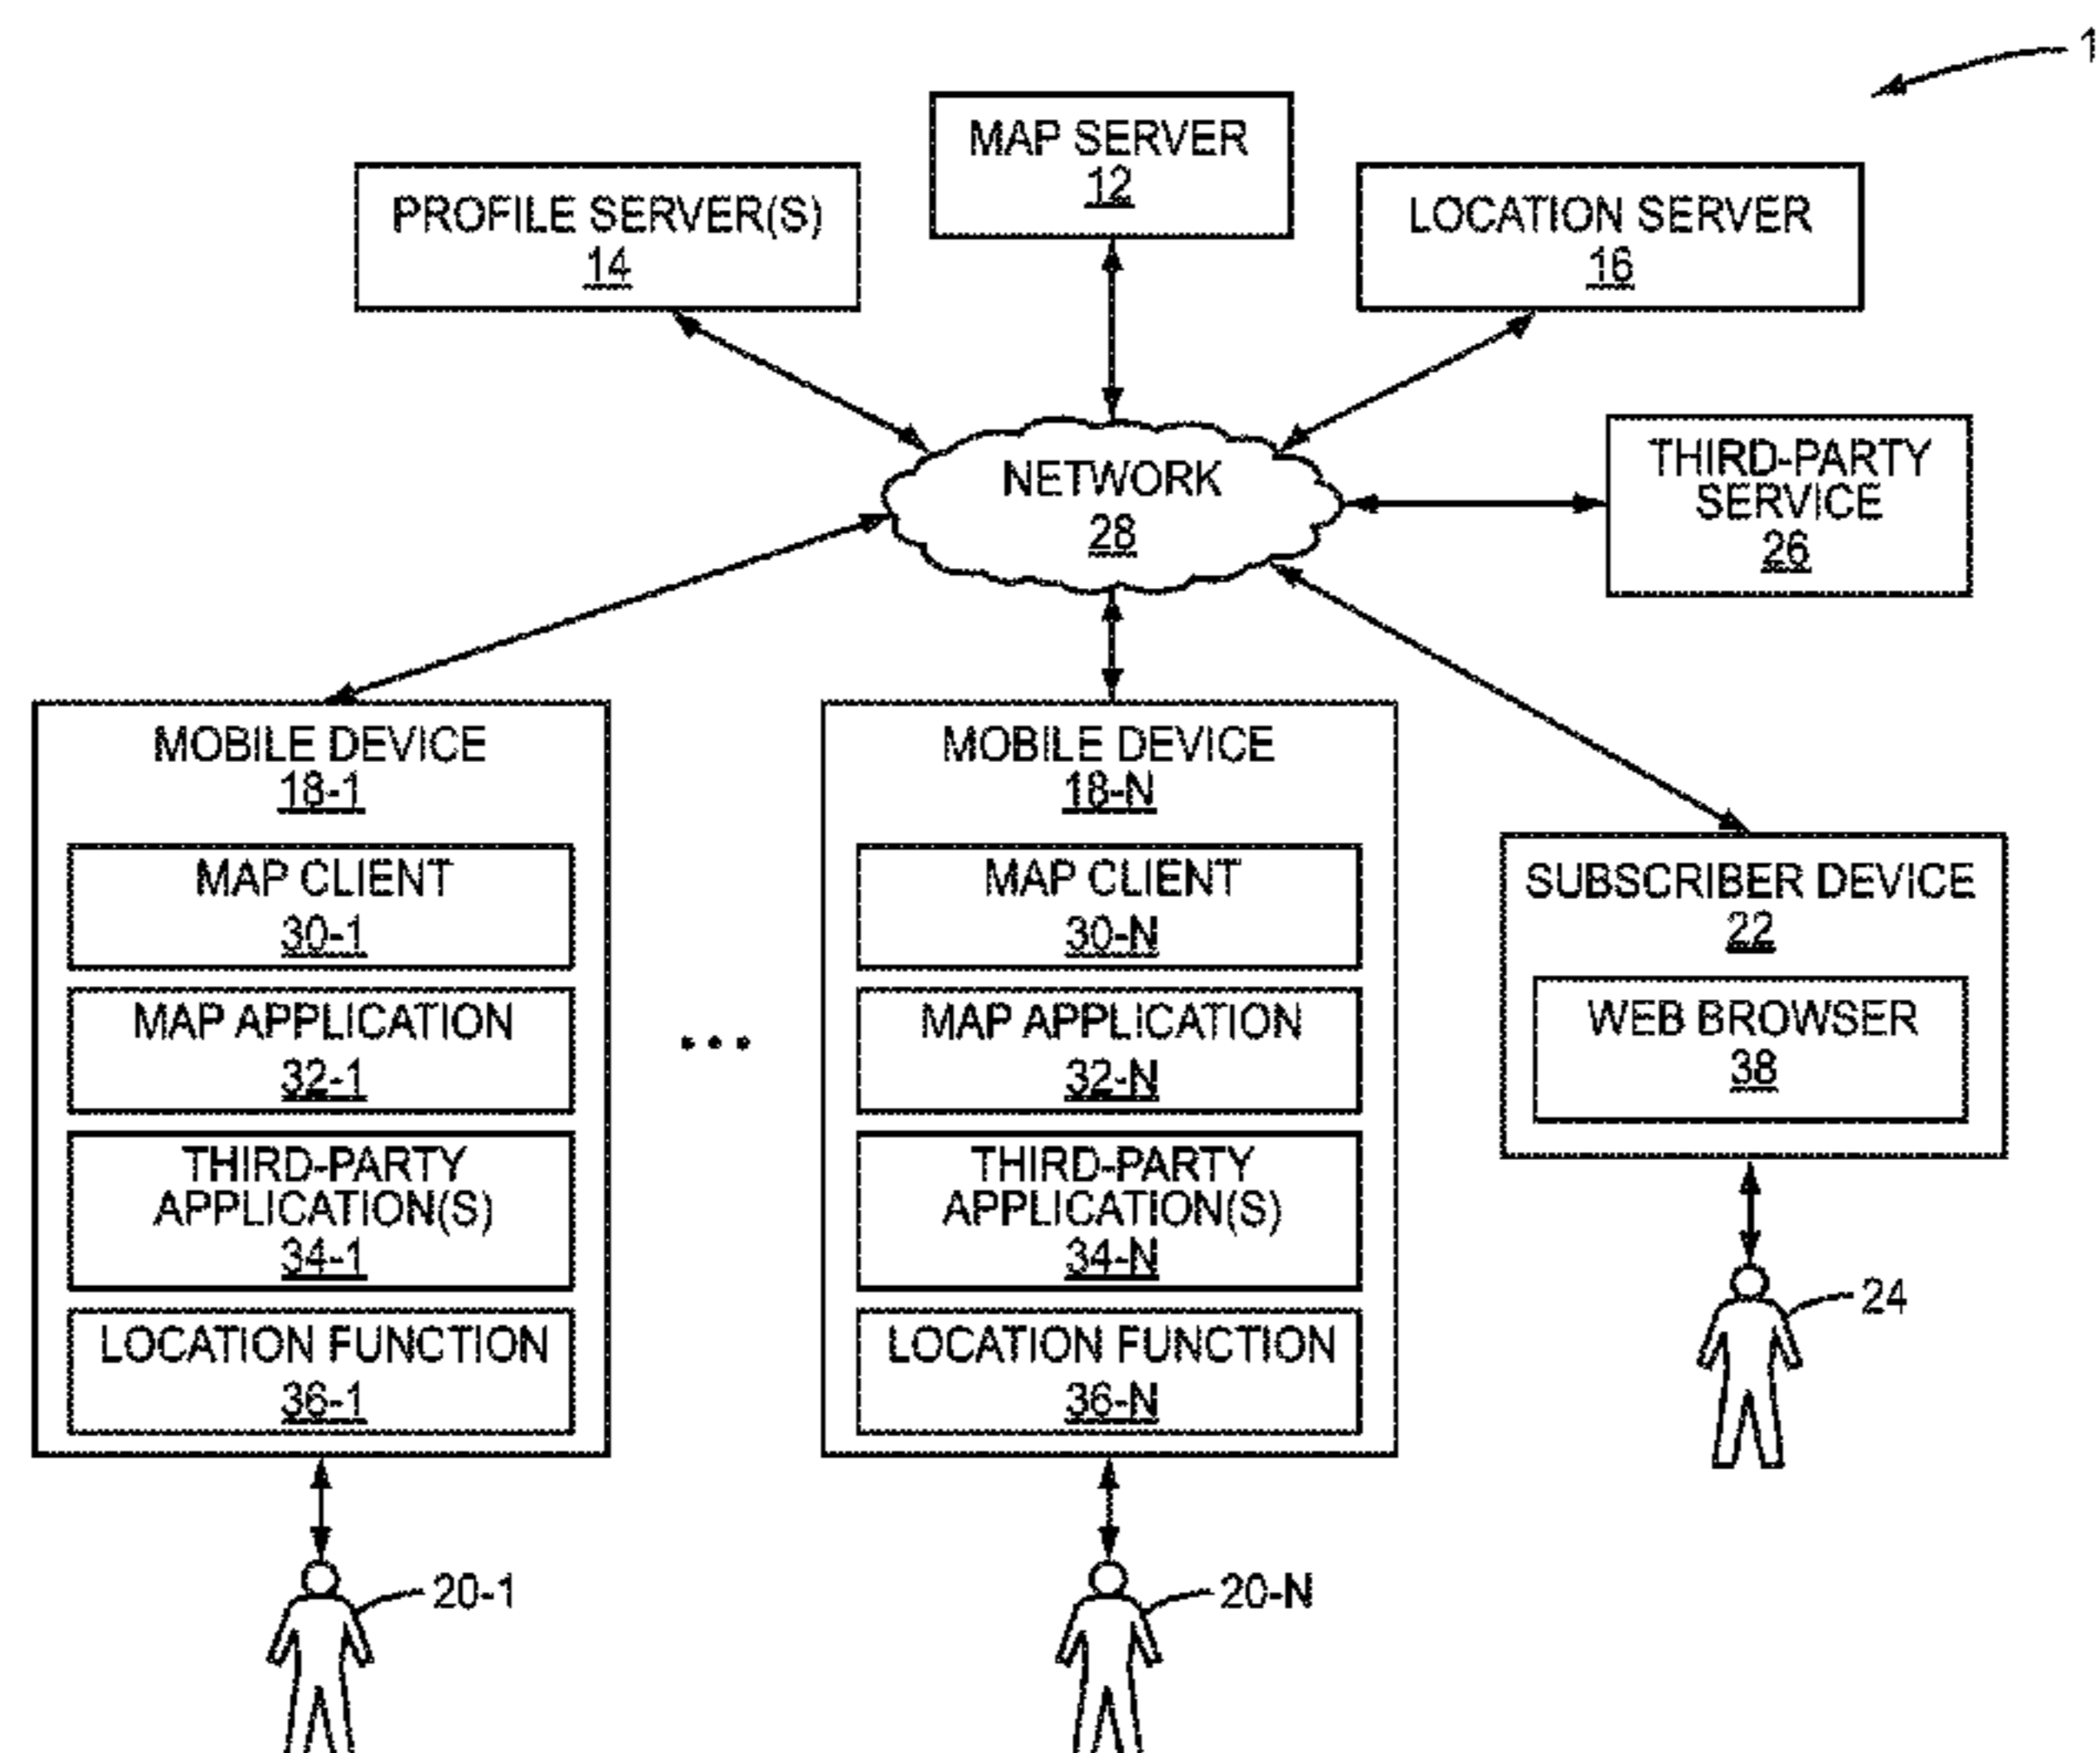 1
MAP SERVER
12
PROFILE SERVER(S)
14
LOCATION SERVER
16
NETWORK
28
THIRD-PARTY
SERVICE
26
MOBILE DEVICE
18-1
MAP CLIENT
30-1
MAP APPLICATION
32-1
THIRD-PARTY
APPLICATION(S)
34-1
LOCATION FUNCTION
36-1
20-1
...
MOBILE DEVICE
18-N
MAP CLIENT
30-N
MAP APPLICATION
32-N
THIRD-PARTY
APPLICATION(S)
34-N
LOCATION FUNCTION
36-N
20-N
SUBSCRIBER DEVICE
22
WEB BROWSER
38
24